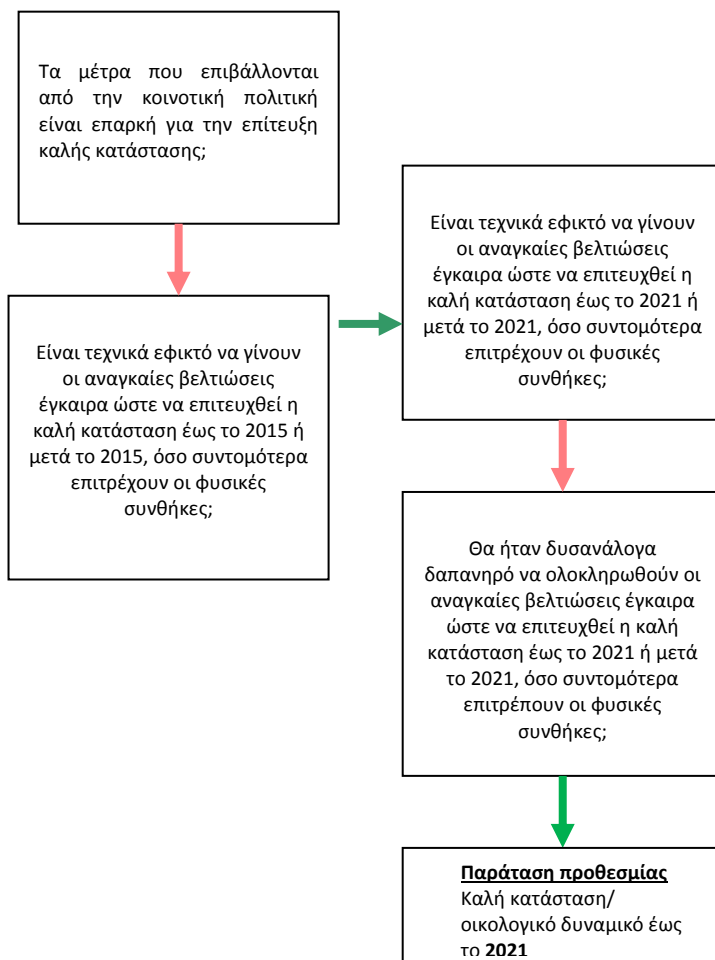 Τα μέτρα που επιβάλλονται
από την κοινοτική πολιτική
είναι επαρκή για την επίτευξη
καλής κατάστασης;
Είναι τεχνικά εφικτό να γίνουν
οι αναγκαίες βελτιώσεις
έγκαιρα ώστε να επιτευχθεί η
καλή κατάσταση έως το 2015 ή
μετά το 2015, όσο συντομότερα
επιτρέχουν οι φυσικές
συνθήκες;
Είναι τεχνικά εφικτό να γίνουν
οι αναγκαίες βελτιώσεις
έγκαιρα ώστε να επιτευχθεί η
καλή κατάσταση έως το 2021 ή
μετά το 2021, όσο συντομότερα
επιτρέχουν οι φυσικές
συνθήκες;
Θα ήταν δυσανάλογα
δαπανηρό να ολοκληρωθούν οι
αναγκαίες βελτιώσεις έγκαιρα
ώστε να επιτευχθεί η καλή
κατάσταση έως το 2021 ή μετά
το 2021, όσο συντομότερα
επιτρέπουν οι φυσικές
συνθήκες;
Παράταση προθεσμίας
Καλή κατάσταση/
οικολογικό δυναμικό έως
το 2021